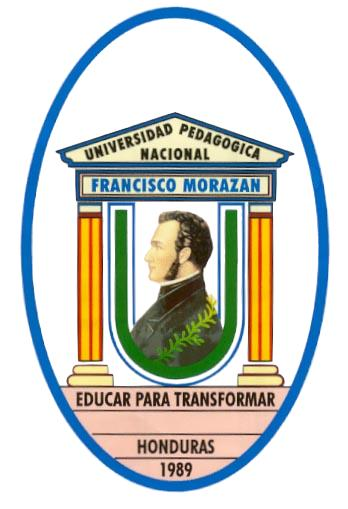 UNIVERSIDAD PEDAGOGICA
NACIONAL
FRANCISCO MORAZAN
EDUCAR PARA TRANSFORMAR
HONDURAS
1989